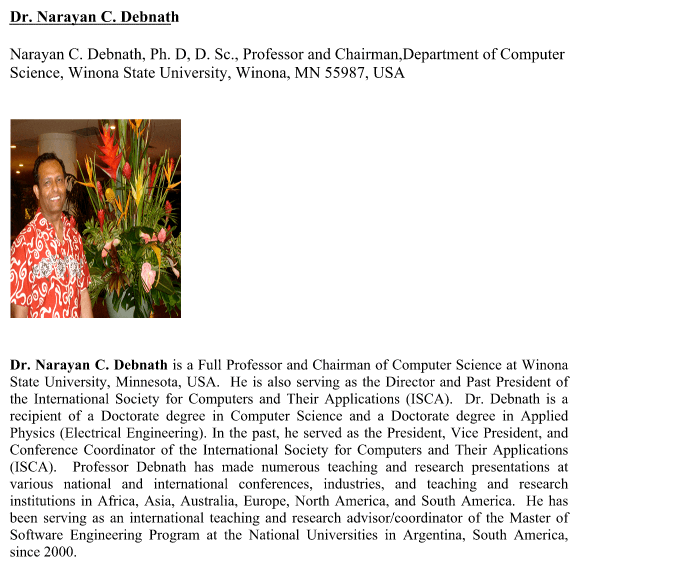 Dr. Narayan C. Debnath
Narayan C. Debnath, Ph. D, D. Sc., Professor and Chairman,Department of Computer
Science, Winona State University, Winona, MN 55987, USA
Dr. Narayan C. Debnath is a Full Professor and Chairman of Computer Science at Winona
State University, Minnesota, USA. He is also serving as the Director and Past President of
the International Society for Computers and Their Applications (ISCA). Dr. Debnath is a
recipient of a Doctorate degree in Computer Science and a Doctorate degree in Applied
Physics (Electrical Engineering). In the past, he served as the President, Vice President, and
Conference Coordinator of the International Society for Computers and Their Applications
(ISCA). Professor Debnath has made numerous teaching and research presentations at
various national and international conferences, industries, and teaching and research
institutions in Africa, Asia, Australia, Europe, North America, and South America. He has
been serving as an international teaching and research advisor/coordinator of the Master of
Software Engineering Program at the National Universities in Argentina, South America,
since 2000.